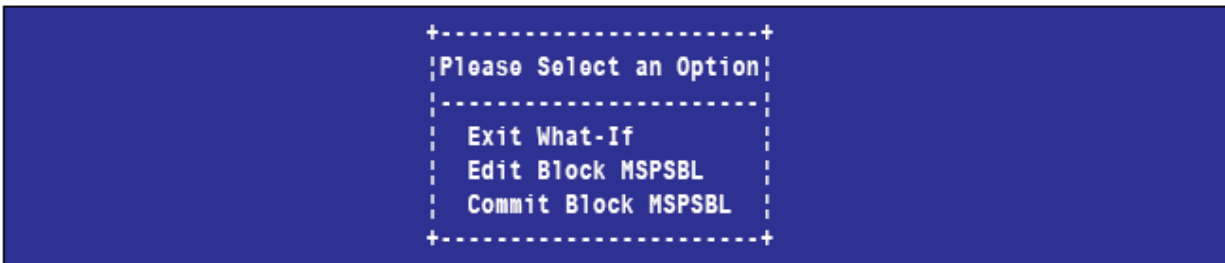 Please Select an Option
Exit What-If
Edit Block MSPSBL
Commit Block MSPSBL